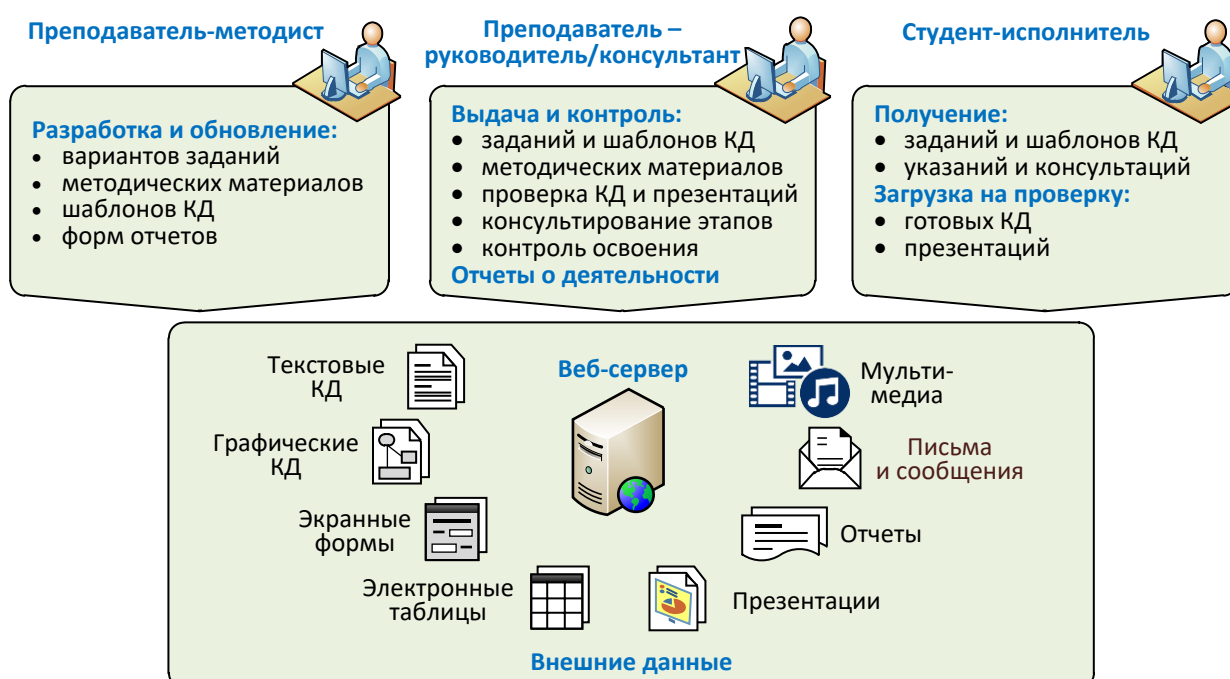 Преподаватель-методист
Разработка и обновление:
• вариантов заданий
• методических материалов
• шаблонов КД
• форм отчетов
Преподаватель –
руководитель/консультант
Выдача и контроль:
• заданий и шаблонов КД
• методических материалов
• проверка КД и презентаций
• консультирование этапов
• контроль освоения
Отчеты о деятельности
Студент-исполнитель
Получение:
• заданий и шаблонов КД
• указаний и консультаций
Загрузка на проверку:
• готовых КД
• презентаций
Веб-сервер
Текстовые
КД
Графические
КД
Экранные
формы
Электронные
таблицы
Мульти-
медиа
Письма
и сообщения
Отчеты
Презентации
Внешние данные